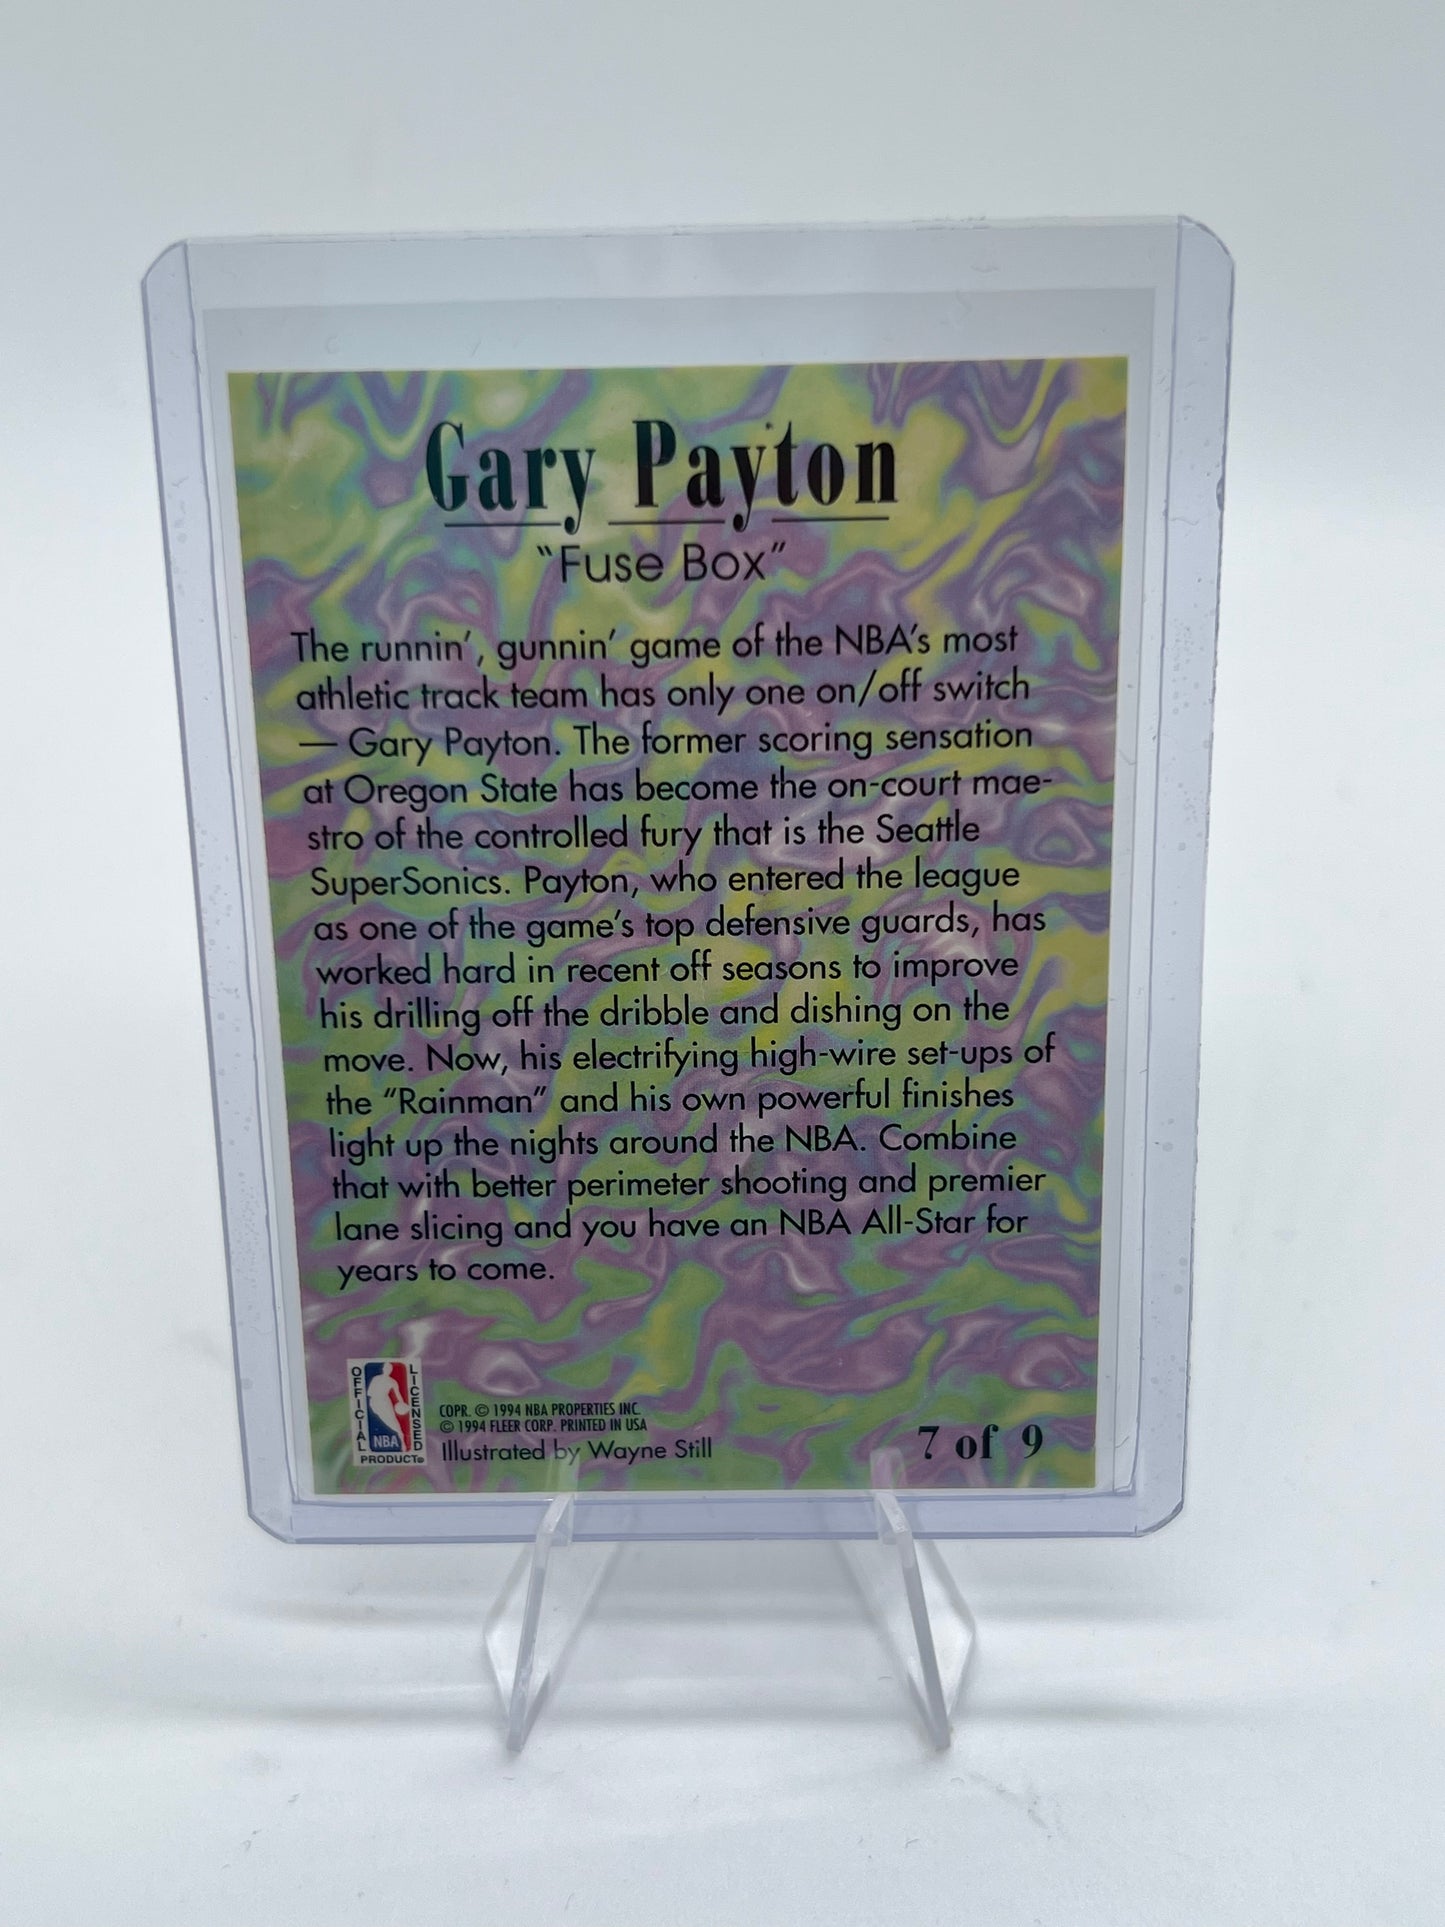 Gary Payton
"Fuse Box"
The runnin', gunnin' game of the NBA's most
athletic track team has only one on/off switch
— Gary Payton. The former scoring sensation
at Oregon State has become the on-court mae-
stro of the controlled fury that is the Seattle
SuperSonics. Payton, who entered the league
as one of the game's top defensive guards, has
worked hard in recent off seasons to improve
his drilling off the dribble and dishing on the
move. Now, his electrifying high-wire set-ups of
the "Rainman" and his own powerful finishes
light up the nights around the NBA. Combine
that with better perimeter shooting and premier
lane slicing and you have an NBA All-Star for
years to come.
OFFICIAL
LICENSED
NBA
PRODUCT®
COPR. © 1994 NBA PROPERTIES INC.
© 1994 FLEER CORP. PRINTED IN USA
Illustrated by Wayne Still
7 of 9